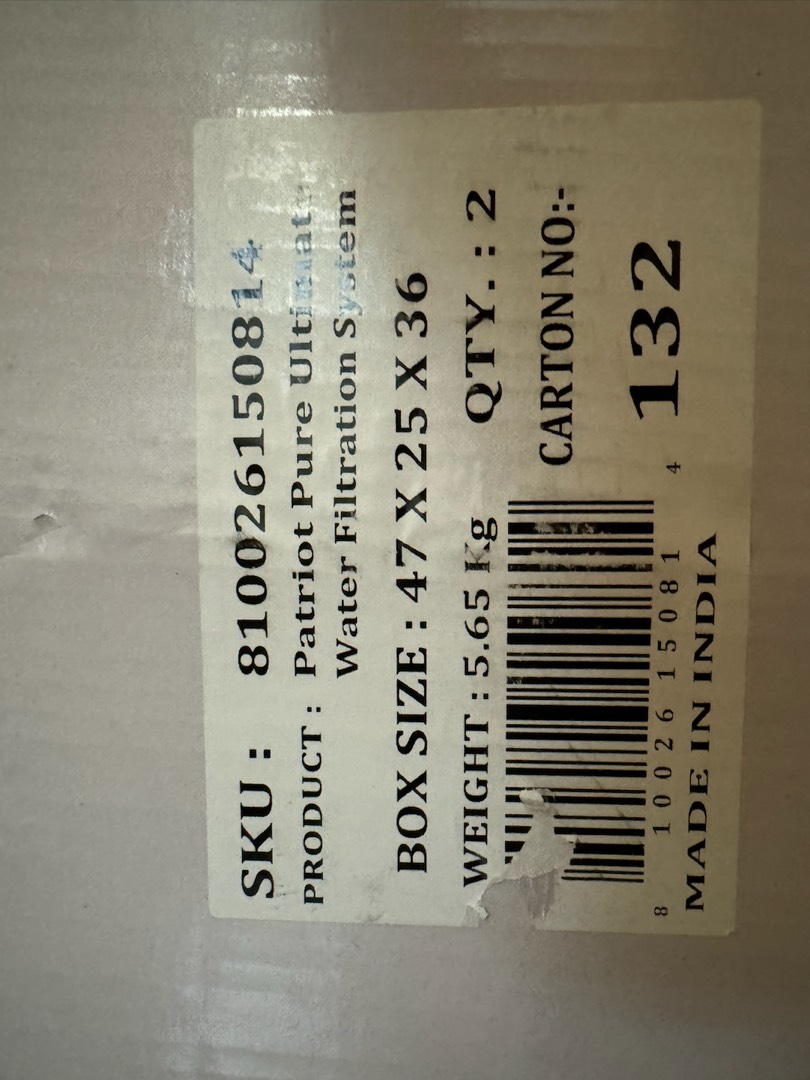 SKU : 810026150814
PRODUCT : Patriot Pure Ultimate
Water Filtration System
BOX SIZE : 47 X 25 X 36
WEIGHT : 5.65 Kg QTY. : 2
CARTON NO:-
132
8 10026 15081 4
MADE IN INDIA